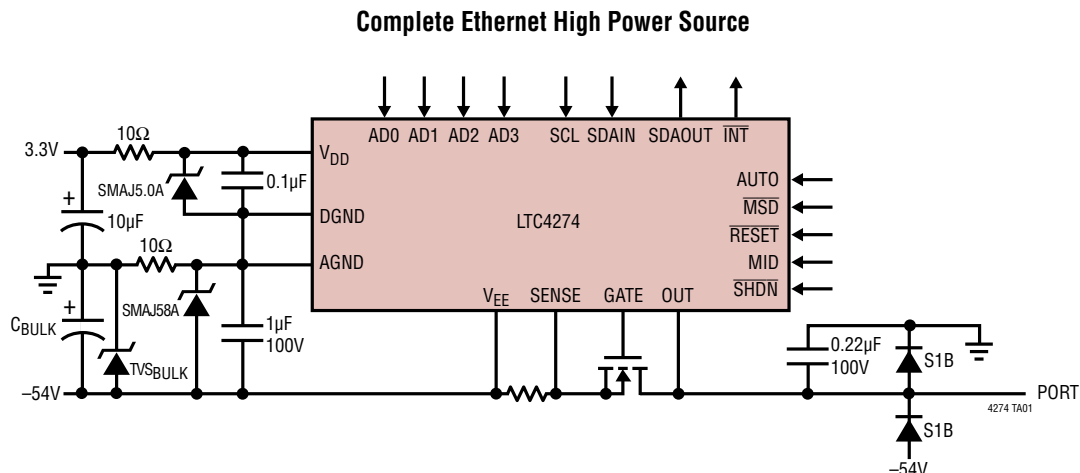 Complete Ethernet High Power Source
AD0 AD1 AD2 AD3 SCL SDAIN SDAOUT INT
3.3V
10Ω
VDD
SMAJ5.0A
0.1µF
AUTO
MSD
+
10µF
DGND
LTC4274
RESET
10Ω
AGND
MID
SHDN
VEE SENSE GATE OUT
+
CBULK
SMAJ58A
1µF
100V
TVSBULK
0.22µF
100V
S1B
–54V
PORT
4274 TA01
S1B
–54V